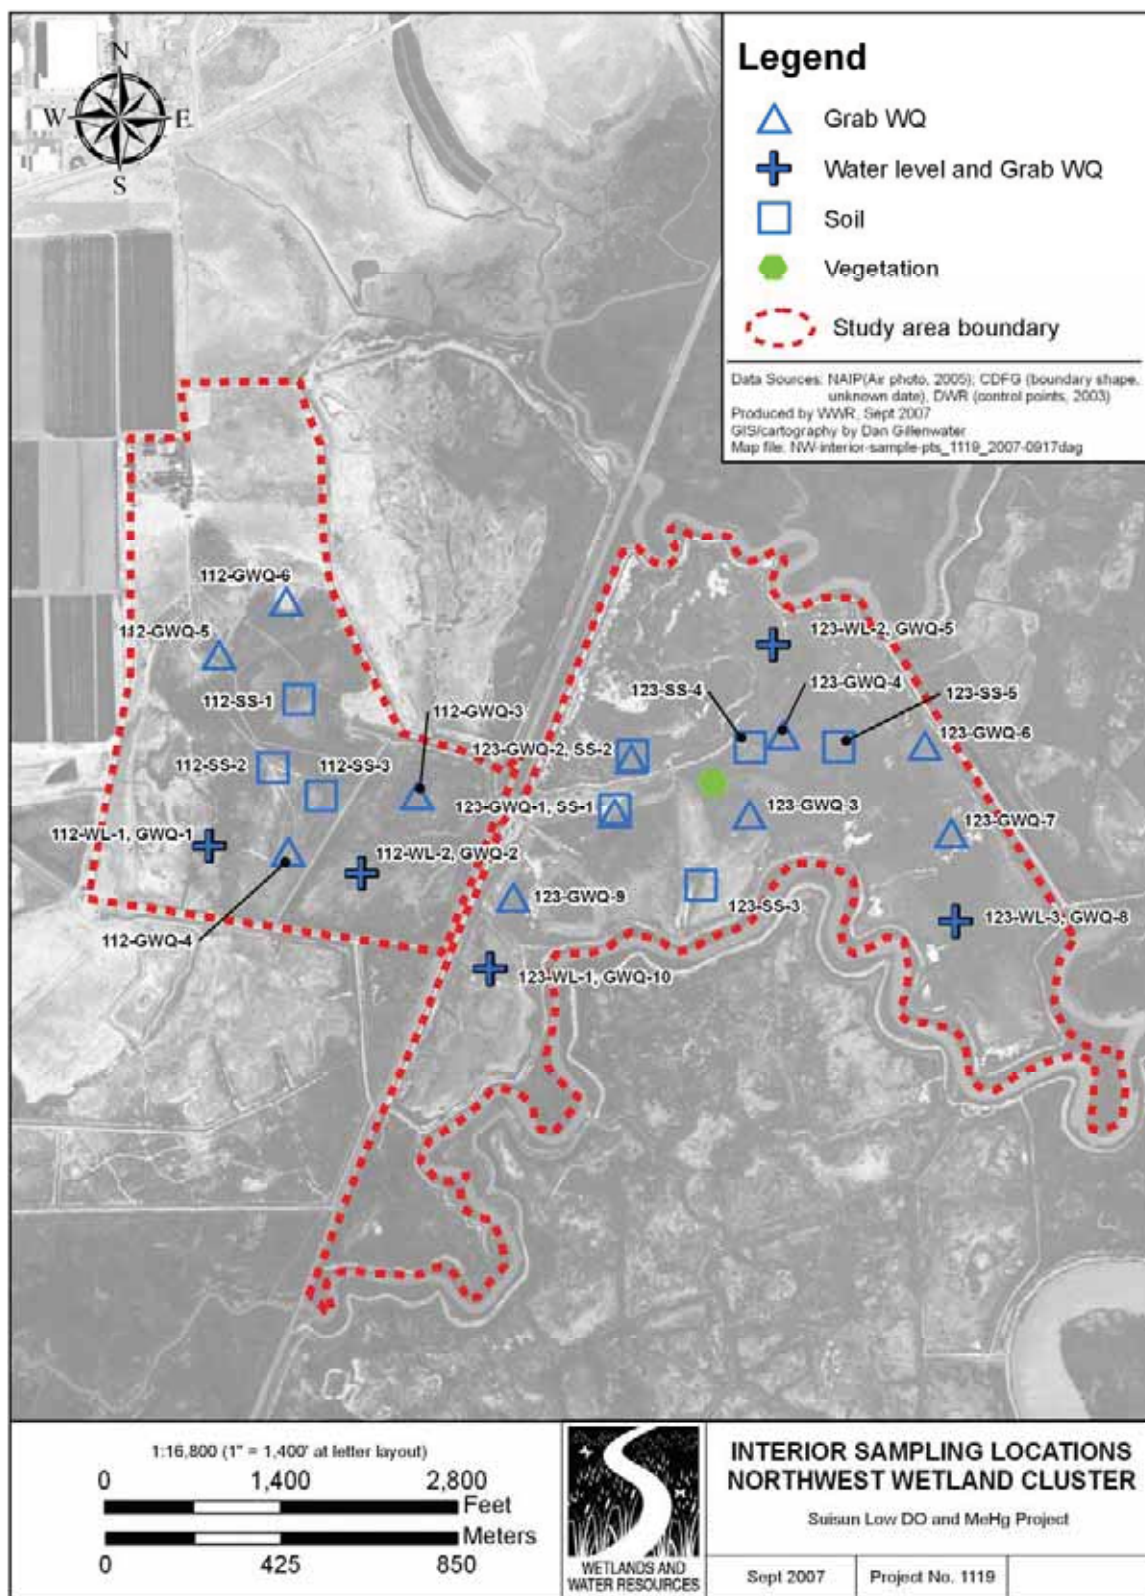 N
W E
S
Legend
Grab WQ
Water level and Grab WQ
Soil
Vegetation
Study area boundary
Data Sources: NAIP(Air photo, 2005); CDFG (boundary shape,
unknown date), DWR (control points, 2003)
Produced by WWR, Sept 2007
GIS/cartography by Dan Gillenwater
Map file: NW-interior-sample-pts_1119_2007-0917dag
112-GWQ-6
112-GWQ-5
123-WL-2, GWQ-5
123-SS-4
123-GWQ-4
123-SS-5
112-SS-1
112-GWQ-3
123-GWQ-2, SS-2
123-GWQ-6
112-SS-2
112-SS-3
123-GWQ-1, SS-1
123-GWQ-3
123-GWQ-7
112-WL-1, GWQ-1
112-WL-2, GWQ-2
123-GWQ-9
123-SS-3
123-WL-3, GWQ-8
112-GWQ-4
123-WL-1, GWQ-10
1:16,800 (1" = 1,400' at letter layout)
0 1,400 2,800
Feet
Meters
0 425 850
WETLANDS AND
WATER RESOURCES
INTERIOR SAMPLING LOCATIONS
NORTHWEST WETLAND CLUSTER
Suisun Low DO and MeHg Project
Sept 2007 Project No. 1119